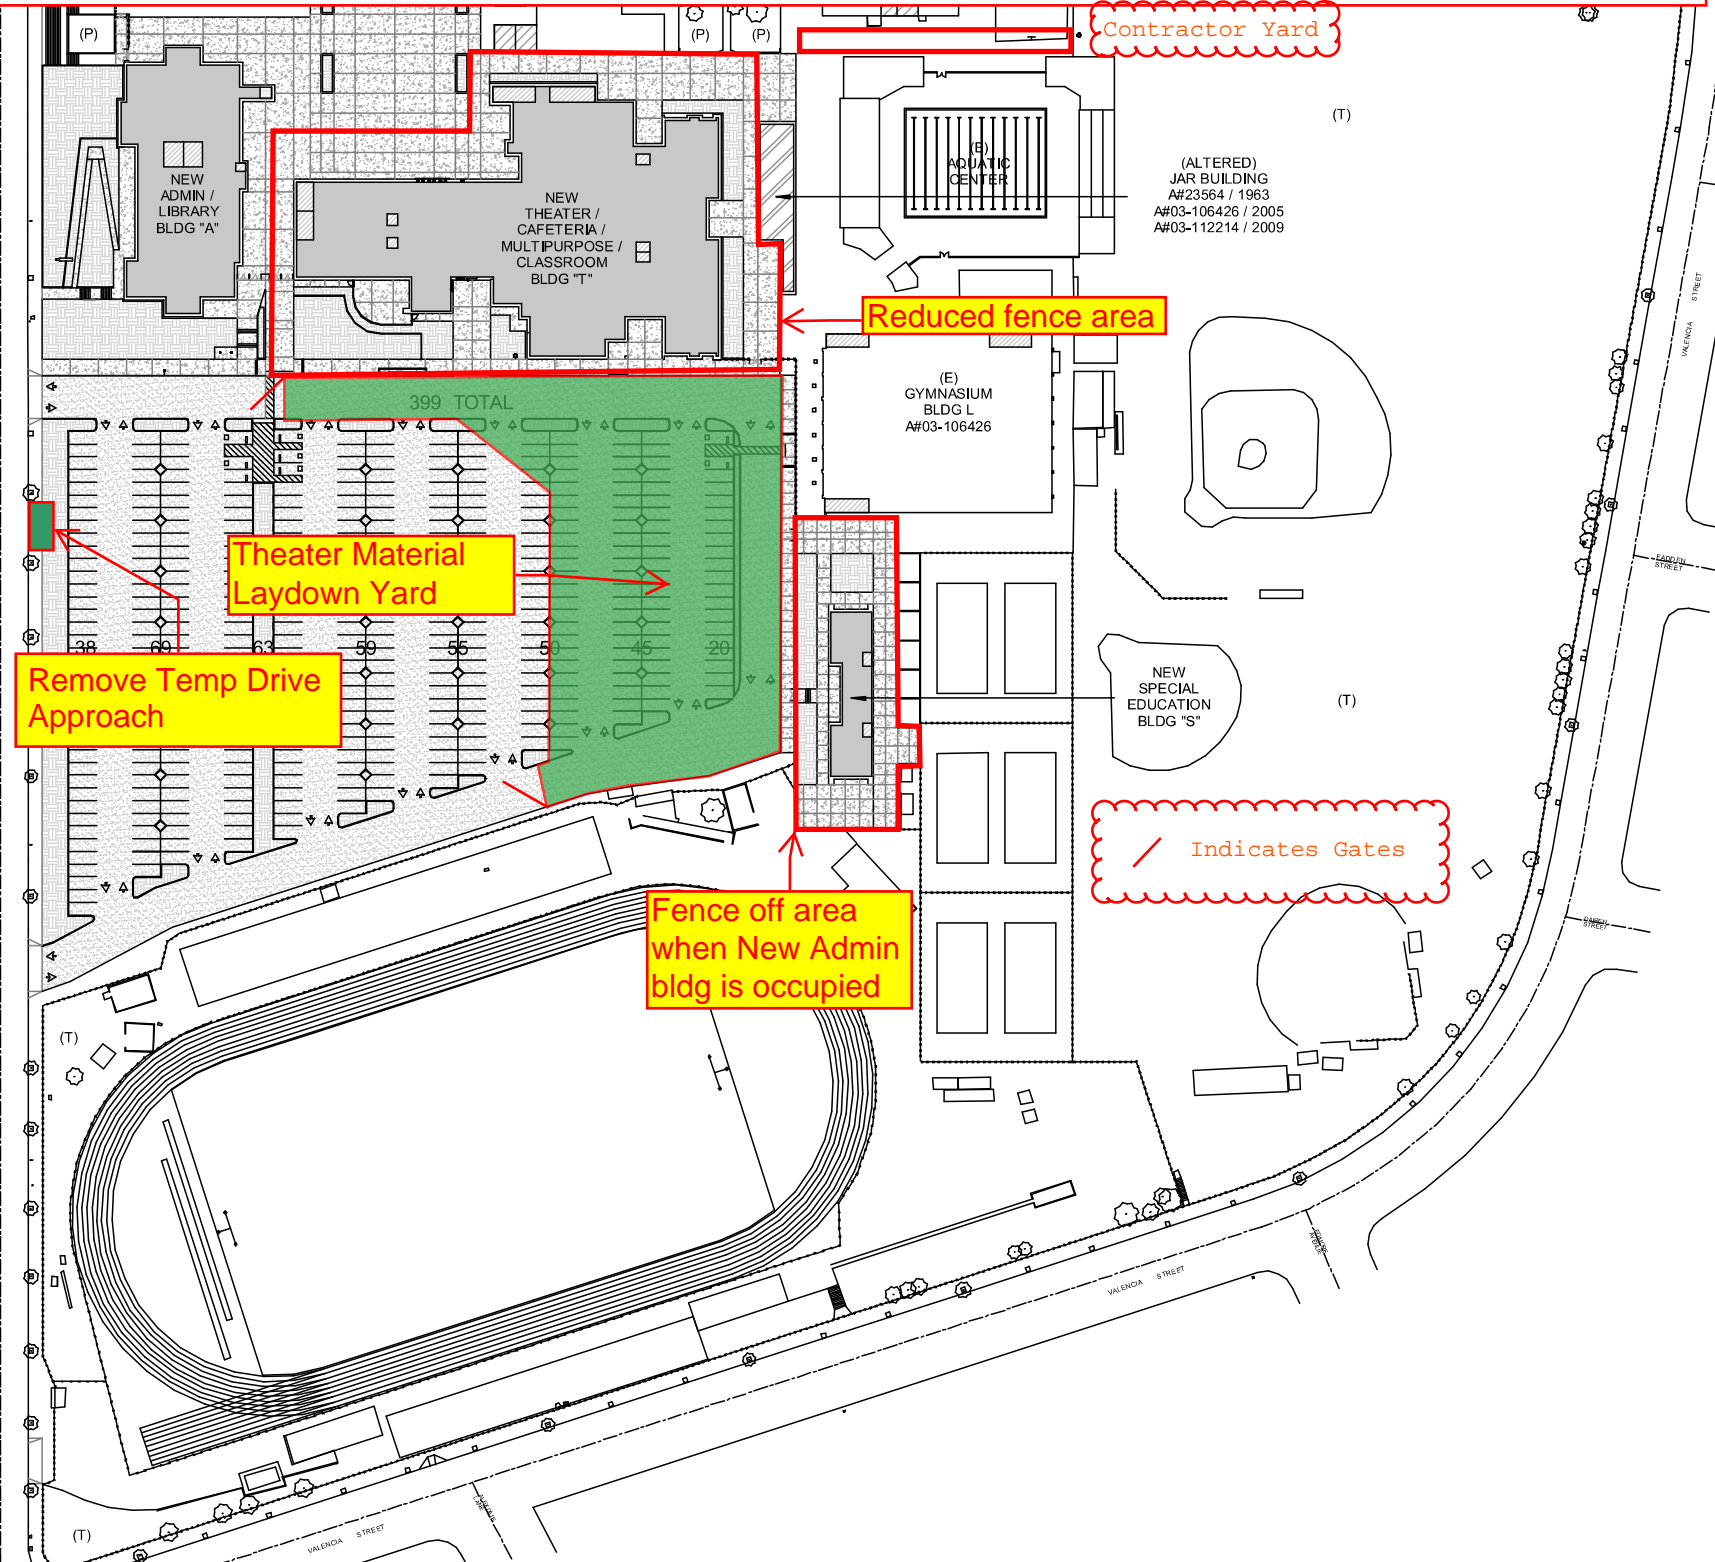 (P)
(P)
(P)
Contractor Yard
(T)
(E)
AQUATIC
CENTER
(ALTERED)
JAR BUILDING
A#23564 / 1963
A#03-106426 / 2005
A#03-112214 / 2009
NEW
ADMIN /
LIBRARY
BLDG "A"
NEW
THEATER /
CAFETERIA /
MULTIPURPOSE /
CLASSROOM
BLDG "T"
Reduced fence area
VALENCIA STREET
(E)
GYMNASIUM
BLDG L
A#03-106426
399 TOTAL
Theater Material
Laydown Yard
38
69
63
59
55
50
45
20
Remove Temp Drive
Approach
NEW
SPECIAL
EDUCATION
BLDG "S"
(T)
Indicates Gates
Fence off area
when New Admin
bldg is occupied
(T)
VALENCIA STREET
(T)
VALENCIA STREET